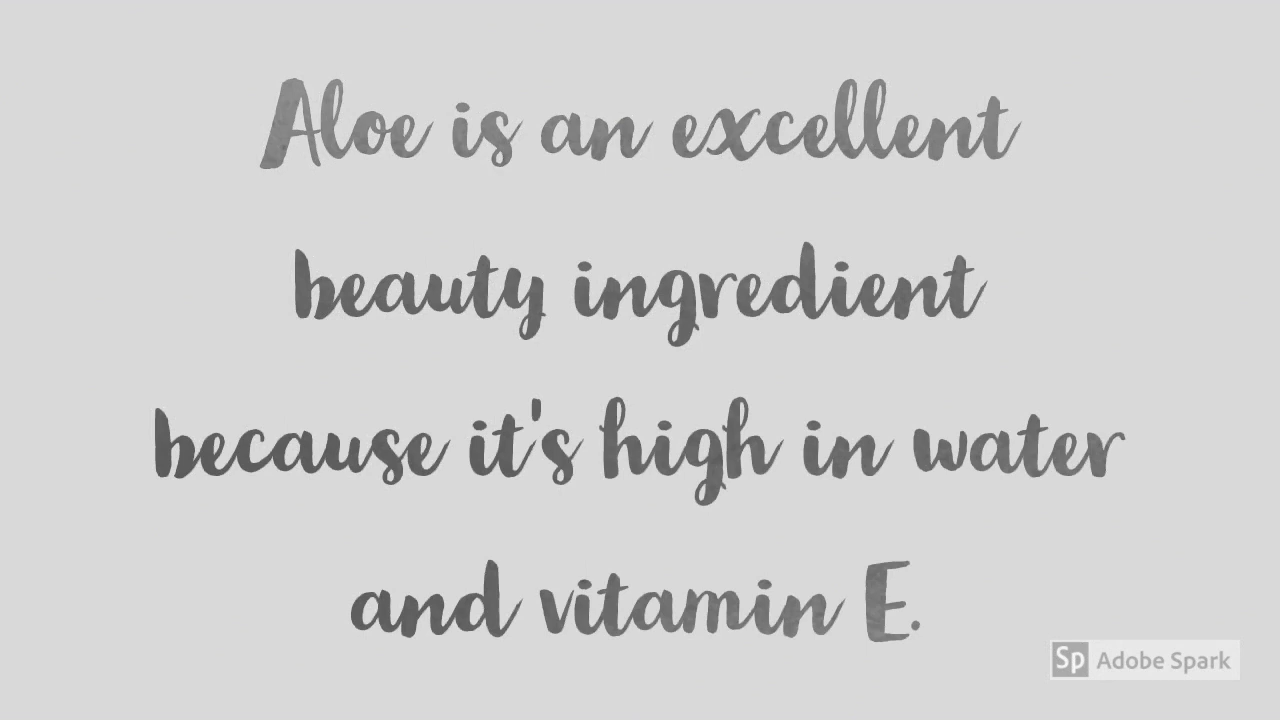 Aloe is an excellent
beauty ingredient
because it's high in water
and vitamin E.
Sp Adobe Spark